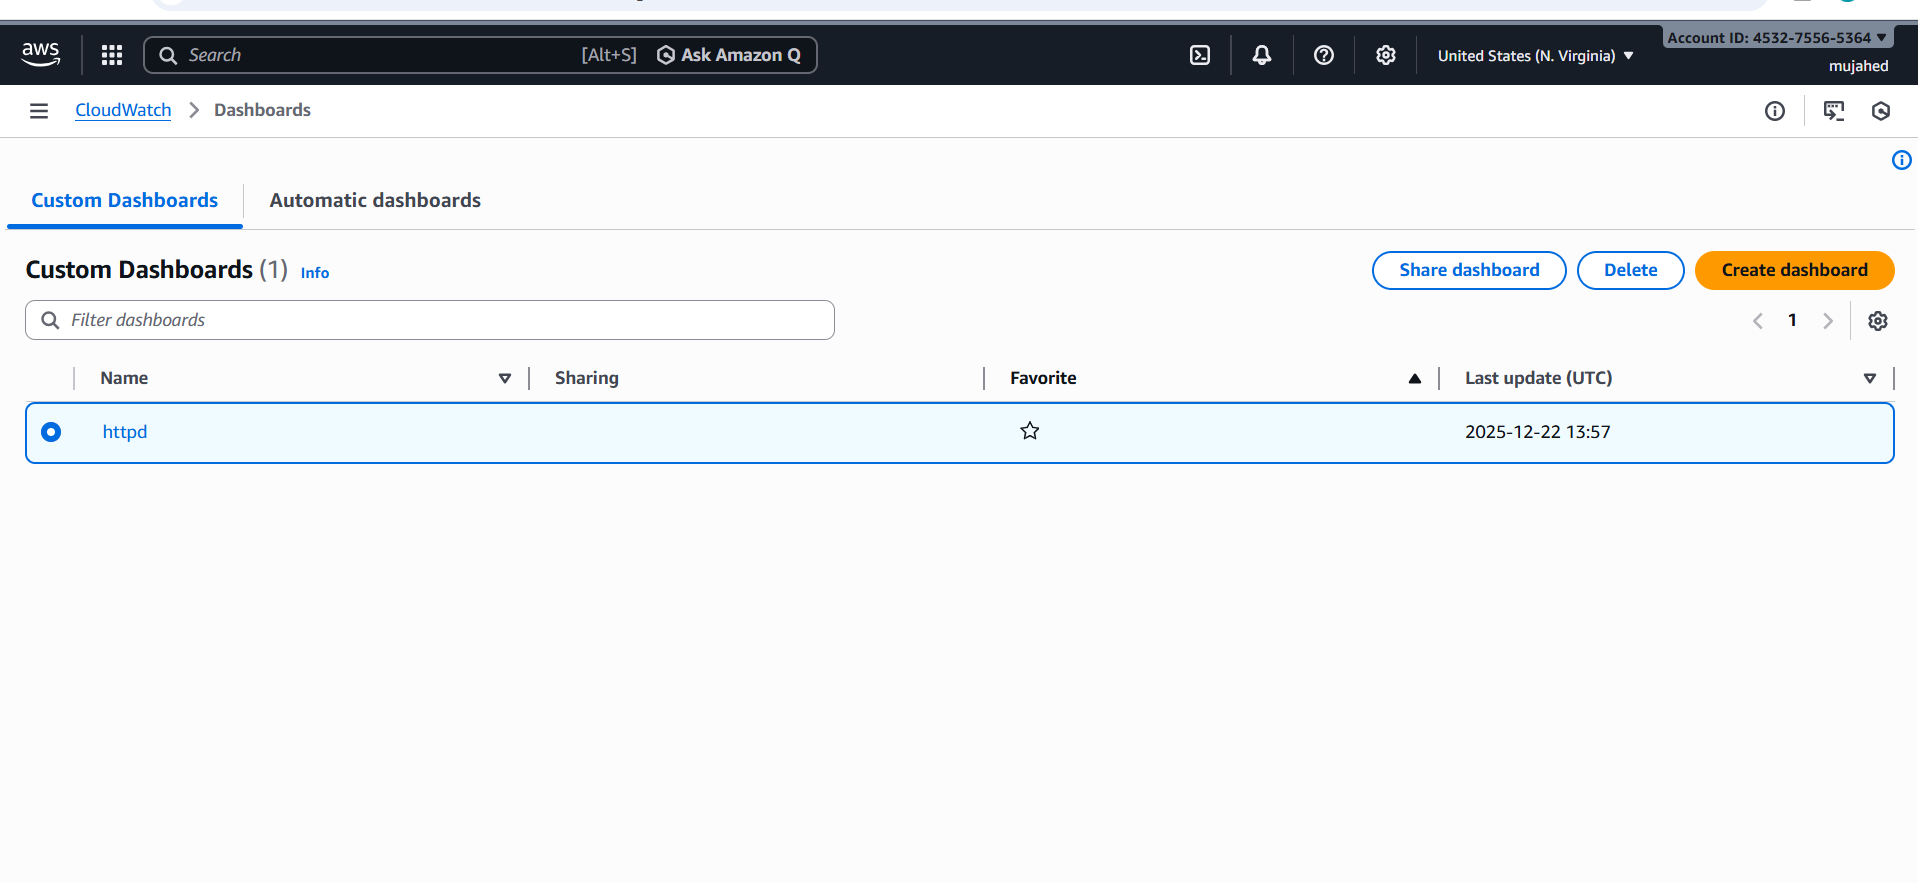 aws
Search [Alt+S] Ask Amazon Q
United States (N. Virginia)
Account ID: 4532-7556-5364
mujahed
CloudWatch > Dashboards
Custom Dashboards
Automatic dashboards
Custom Dashboards (1) Info
Share dashboard
Delete
Create dashboard
Filter dashboards
1
Name Sharing Favorite Last update (UTC)
httpd 2025-12-22 13:57